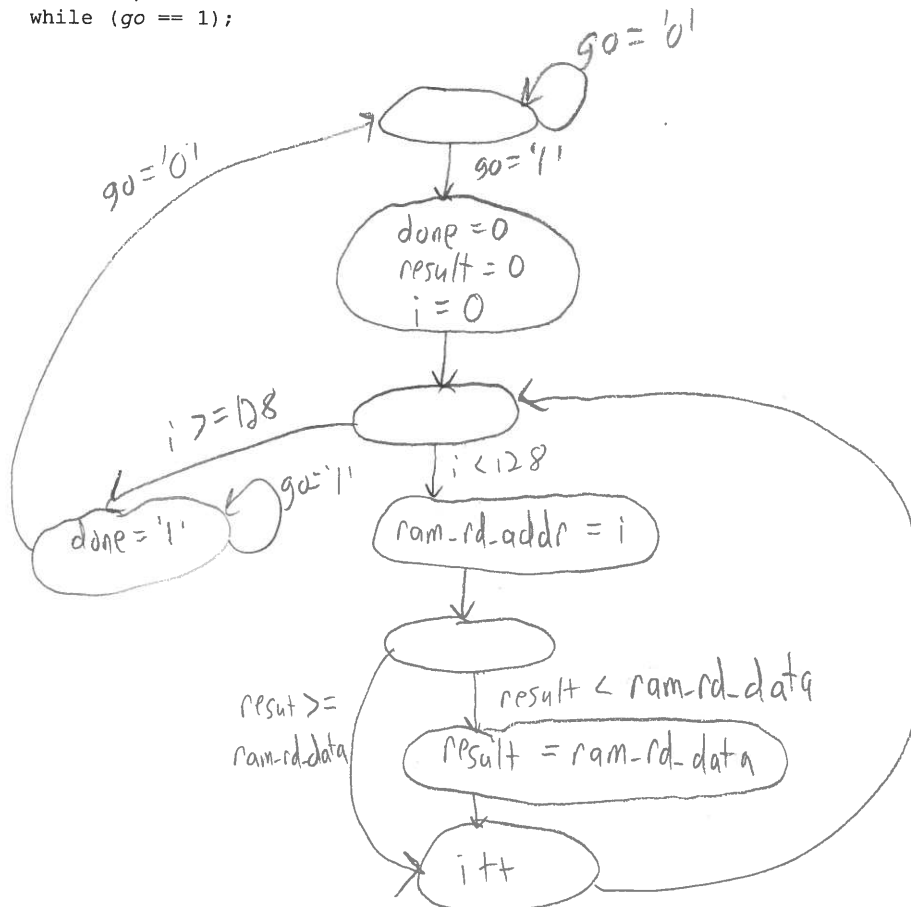 while (go == 1);
go = '0'
go = '0'
go = '1'
done = 0
result = 0
i = 0
i >= 128
i < 128
go = '1'
done = '1'
ram_rd_addr = i
result < ram_rd_data
resut >=
ram_rd_data
result = ram_rd_data
i ++